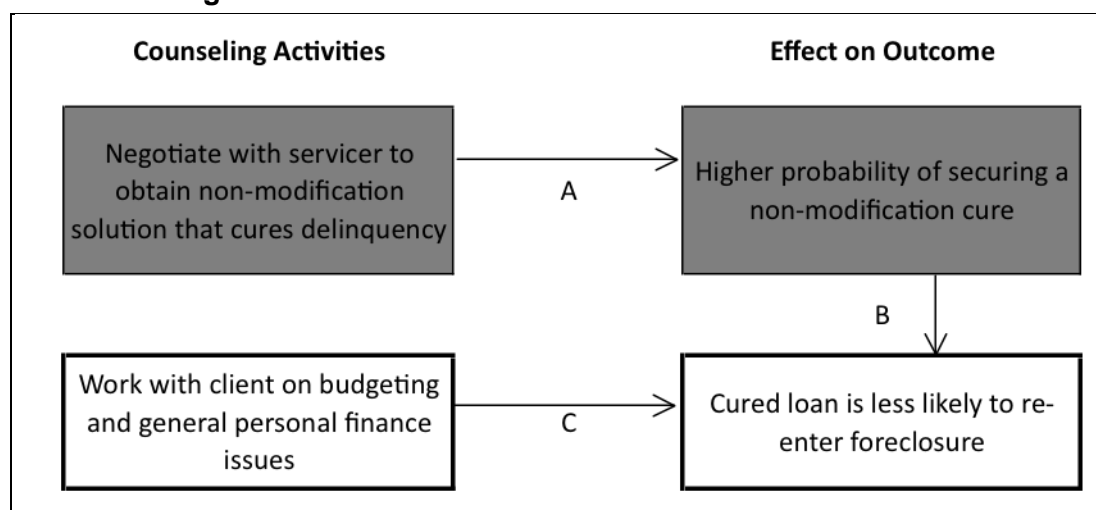 Counseling Activities
Effect on Outcome
Negotiate with servicer to
obtain non-modification
solution that cures delinquency
A
Higher probability of securing a
non-modification cure
B
Work with client on budgeting
and general personal finance
issues
C
Cured loan is less likely to re-
enter foreclosure